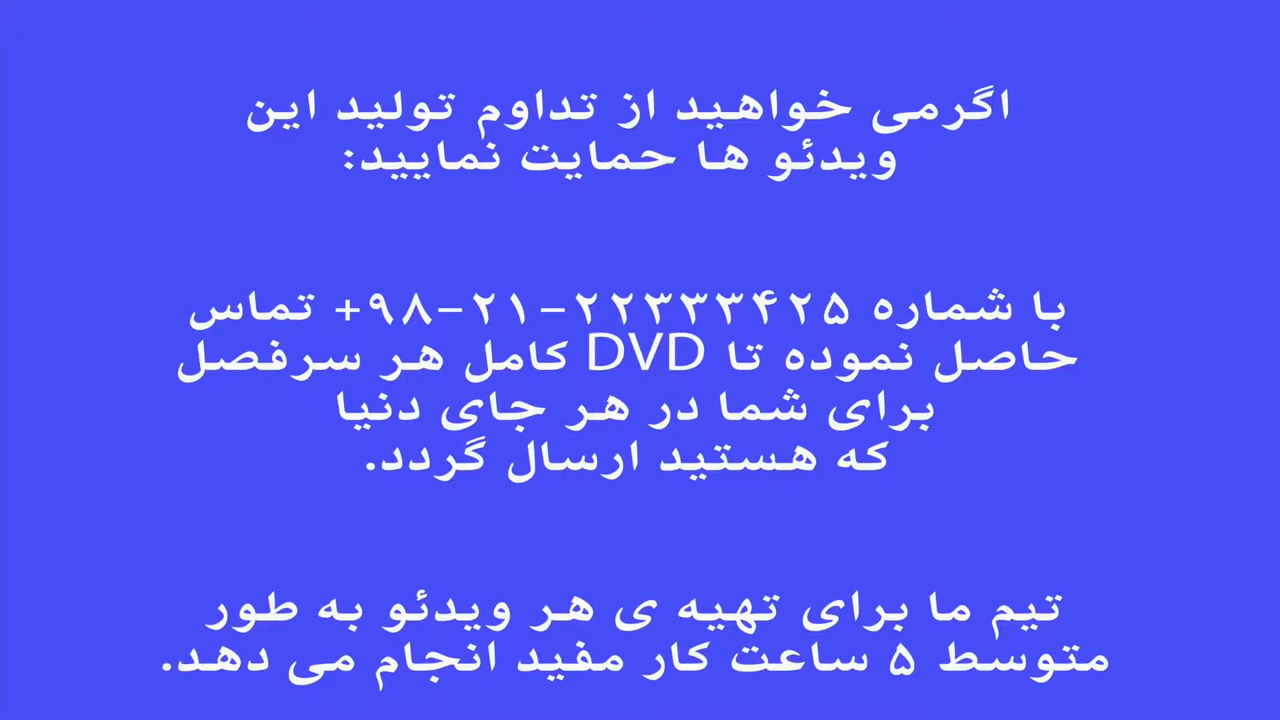 اگرمی خواهید از تداوم تولید این
ویدئو ها حمایت نمایید:
با شماره ۲۲۳۳۳۴۲۵-۲۱-۹۸+ تماس
حاصل نموده تا DVD کامل هر سرفصل
برای شما در هر جای دنیا
که هستید ارسال گردد.
تیم ما برای تهیه ی هر ویدئو به طور
متوسط ۵ ساعت کار مفید انجام می دهد.